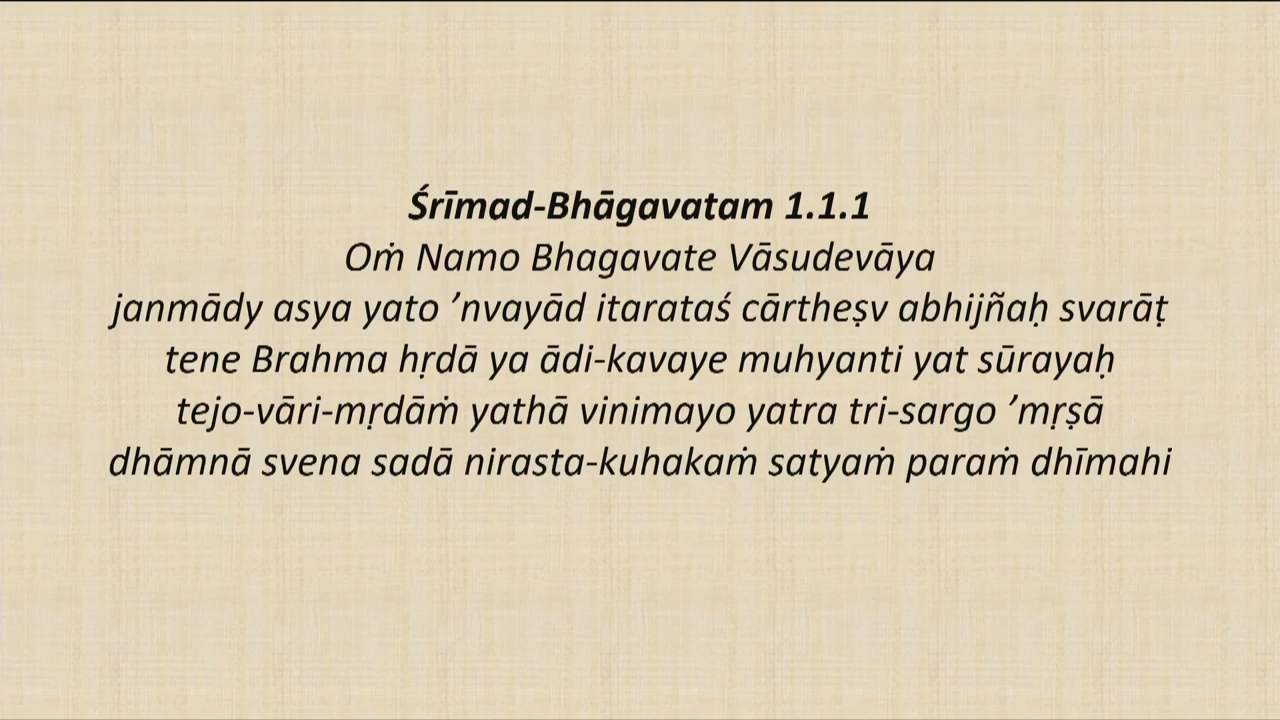 Śrīmad-Bhāgavatam 1.1.1
Oṁ Namo Bhagavate Vāsudevāya
janmādy asya yato ’nvayād itarataś cārtheṣv abhijñaḥ svarāṭ
tene Brahma hṛdā ya ādi-kavaye muhyanti yat sūrayaḥ
tejo-vāri-mṛdāṁ yathā vinimayo yatra tri-sargo ’mṛṣā
dhāmnā svena sadā nirasta-kuhakaṁ satyaṁ paraṁ dhīmahi